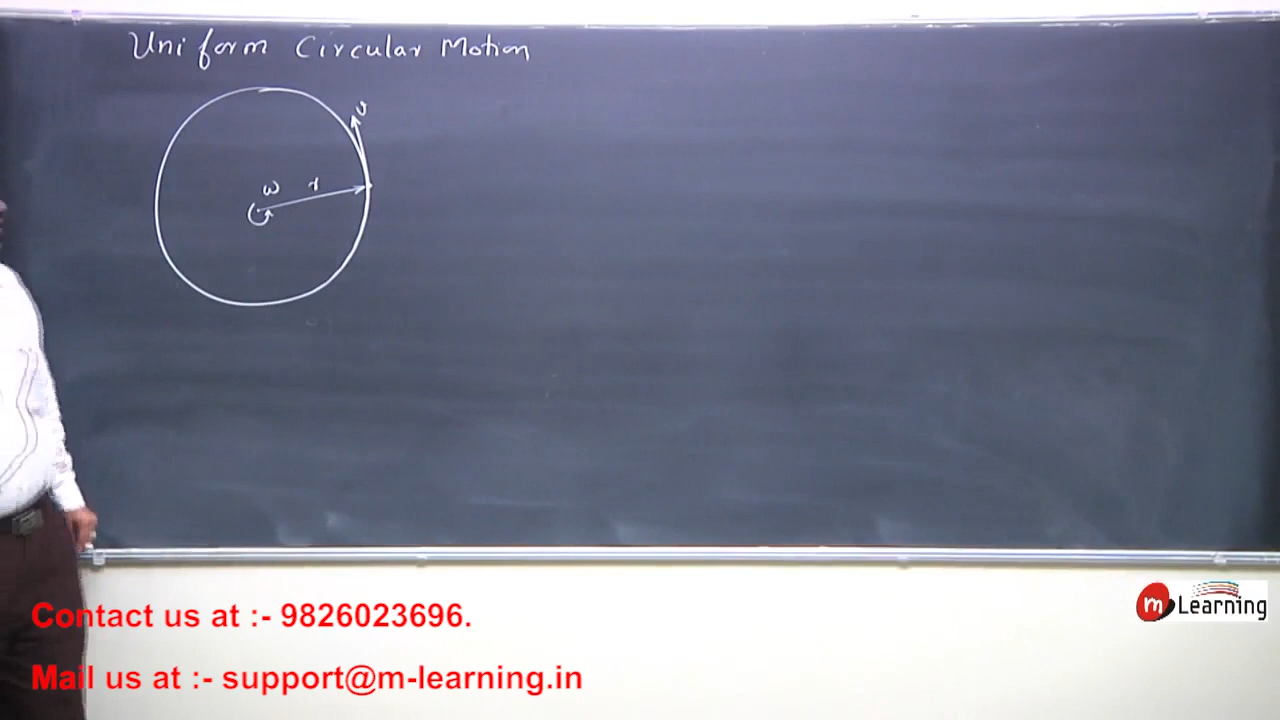 Uniform Circular Motion
v
ω r
Contact us at :- 9826023696.
m Learning
Mail us at :- support@m-learning.in